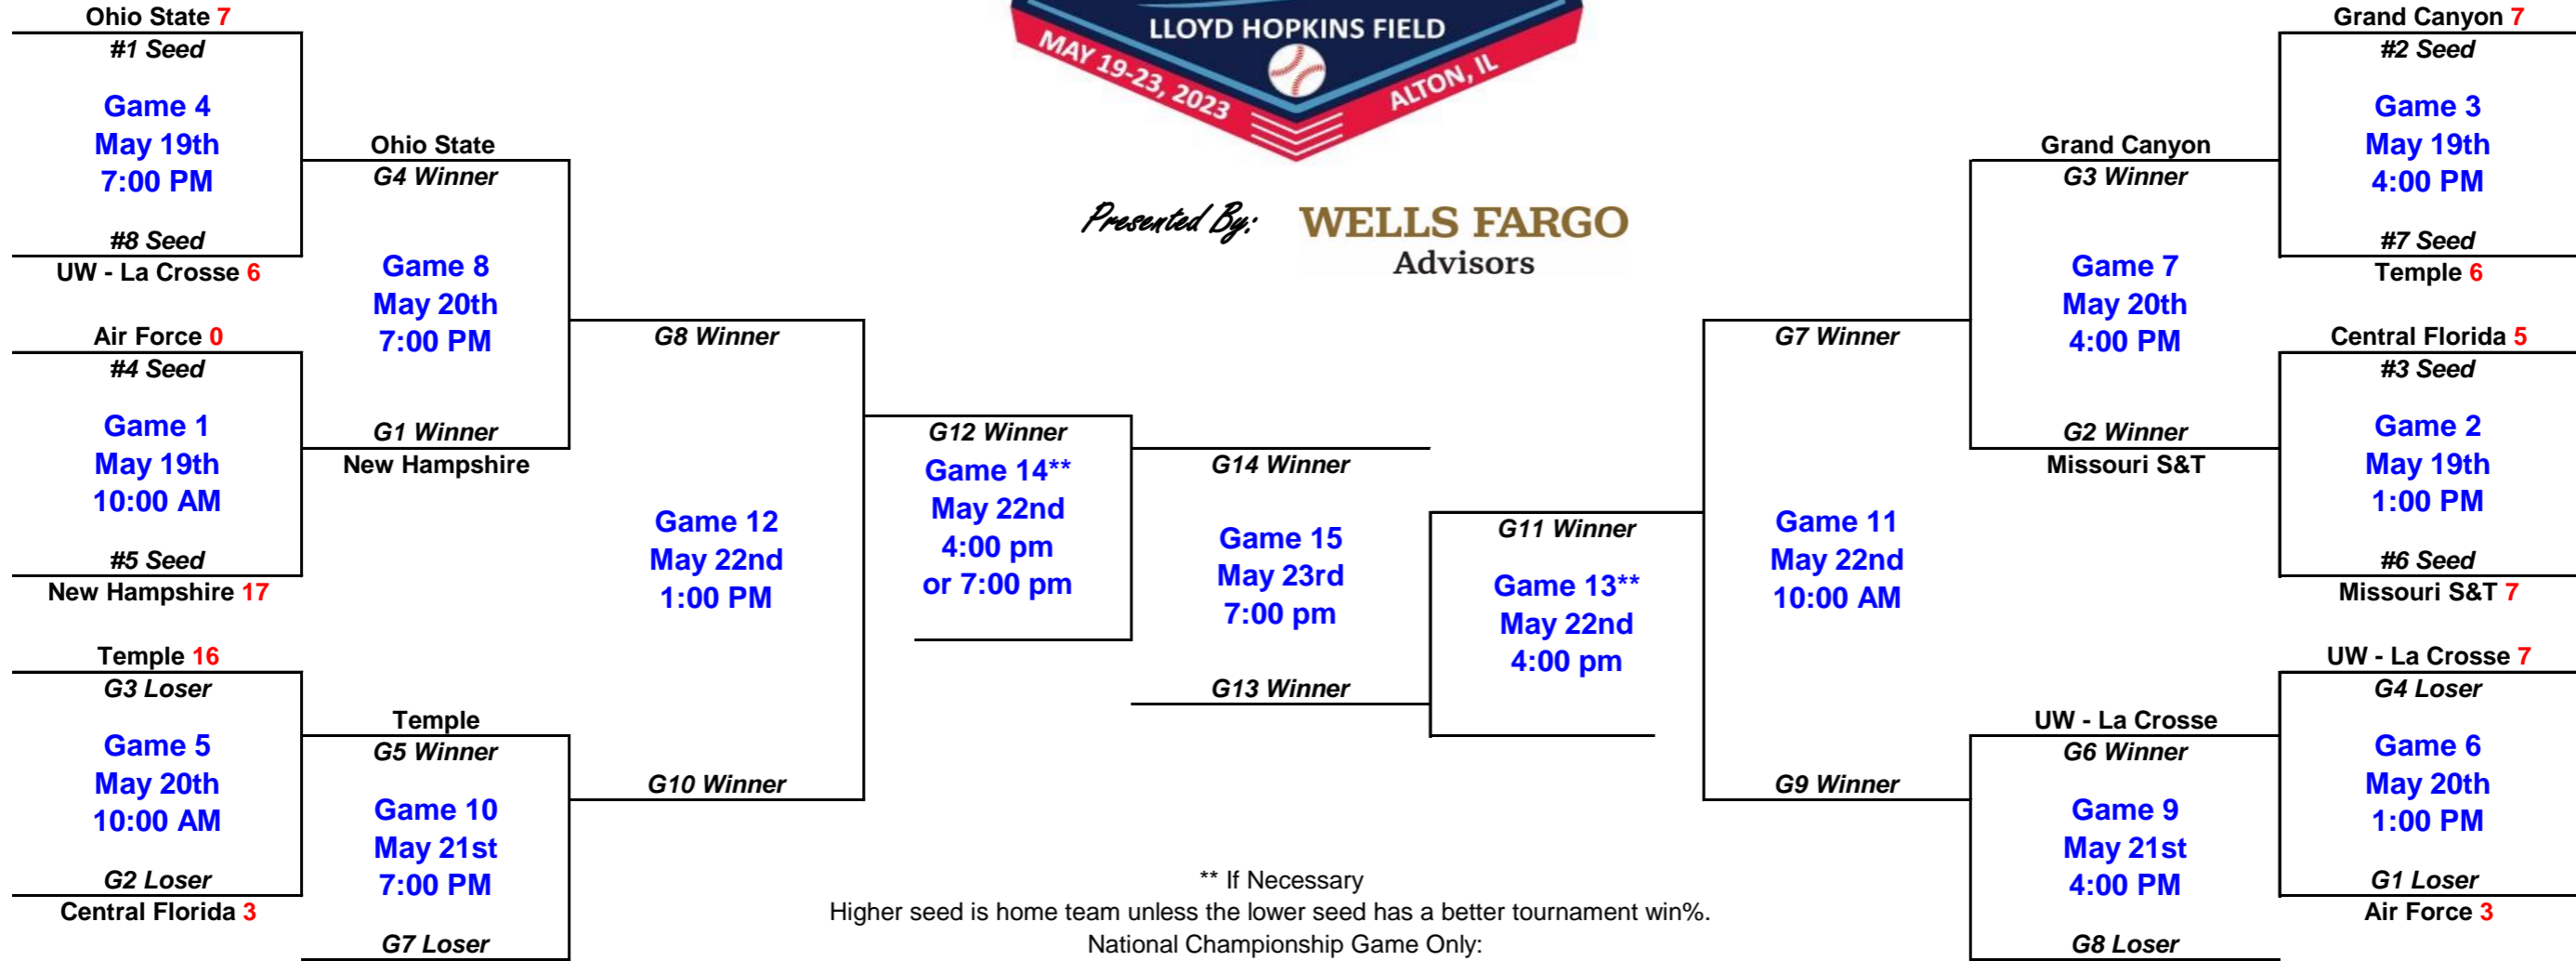 Ohio State 7
#1 Seed
Game 4
May 19th
7:00 PM
#8 Seed
UW - La Crosse 6
Air Force 0
#4 Seed
Game 1
May 19th
10:00 AM
#5 Seed
New Hampshire 17
Temple 16
G3 Loser
Game 5
May 20th
10:00 AM
G2 Loser
Central Florida 3
Ohio State
G4 Winner
Game 8
May 20th
7:00 PM
G1 Winner
New Hampshire
Temple
G5 Winner
Game 10
May 21st
7:00 PM
G7 Loser
G8 Winner
Game 12
May 22nd
1:00 PM
G10 Winner
G12 Winner
Game 14**
May 22nd
4:00 pm
or 7:00 pm
LLOYD HOPKINS FIELD
MAY 19-23, 2023
ALTON, IL
Presented By:
WELLS FARGO
Advisors
G14 Winner
Game 15
May 23rd
7:00 pm
G13 Winner
G11 Winner
Game 13**
May 22nd
4:00 pm
** If Necessary
Higher seed is home team unless the lower seed has a better tournament win%.
National Championship Game Only:
G7 Winner
Game 11
May 22nd
10:00 AM
G9 Winner
Grand Canyon
G3 Winner
Game 7
May 20th
4:00 PM
G2 Winner
Missouri S&T
UW - La Crosse
G6 Winner
Game 9
May 21st
4:00 PM
G8 Loser
Grand Canyon 7
#2 Seed
Game 3
May 19th
4:00 PM
#7 Seed
Temple 6
Central Florida 5
#3 Seed
Game 2
May 19th
1:00 PM
#6 Seed
Missouri S&T 7
UW - La Crosse 7
G4 Loser
Game 6
May 20th
1:00 PM
G1 Loser
Air Force 3